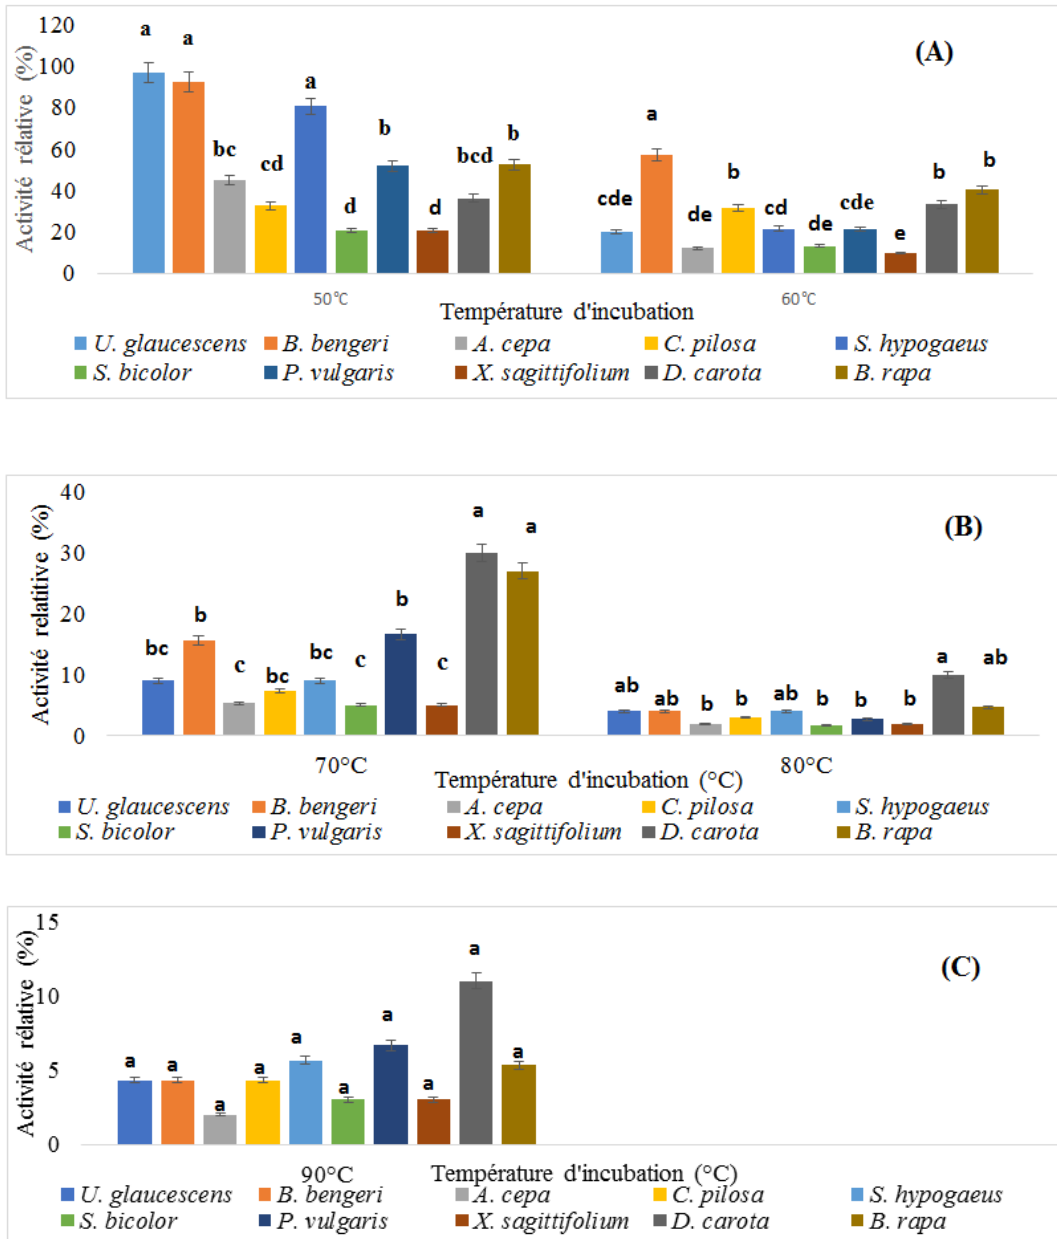 120
100
80
60
40
20
0
Activité rélative (%)
(A)
a a bc cd a d b d bcd b
cde a de b cd de cde e b b
50°C 60°C
Température d'incubation
U. glaucescens B. bengeri A. cepa C. pilosa S. hypogaeus
S. bicolor P. vulgaris X. sagittifolium D. carota B. rapa
40
30
20
10
0
Activité relatitive (%)
(B)
bc b c bc bc c b c a a
ab ab b b ab b b b a ab
70°C 80°C
Température d'incubation (°C)
U. glaucescens B. bengeri A. cepa C. pilosa S. hypogaeus
S. bicolor P. vulgaris X. sagittifolium D. carota B. rapa
15
10
5
0
Activité rélative (%)
(C)
a a a a a a a a a a
90°C
Température d'incubation (°C)
U. glaucescens B. bengeri A. cepa C. pilosa S. hypogaeus
S. bicolor P. vulgaris X. sagittifolium D. carota B. rapa